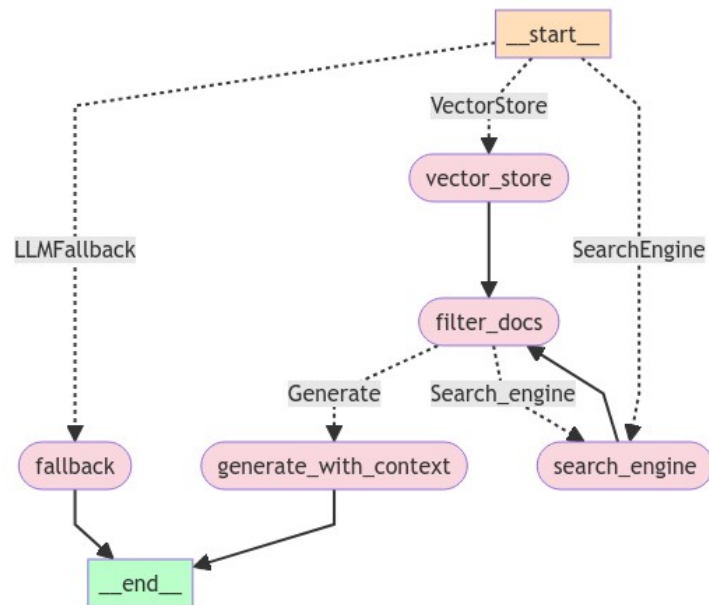 __start__
VectorStore
vector_store
LLMFallback
SearchEngine
filter_docs
Generate
Search_engine
fallback
generate_with_context
search_engine
__end__